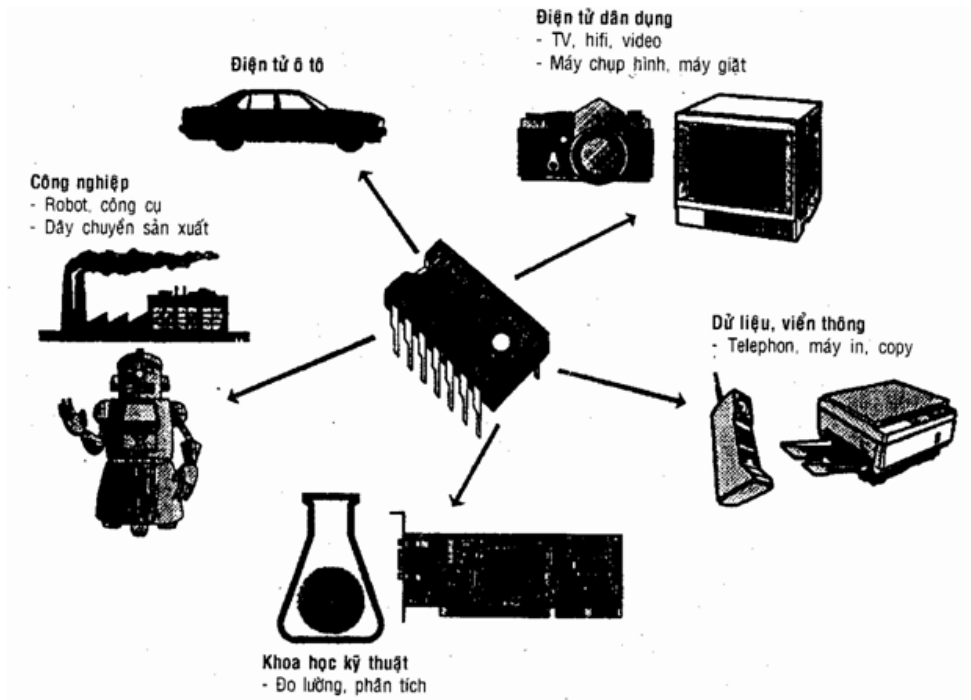 Điện tử dân dụng
- TV, hifi, video
- Máy chụp hình, máy giặt
Điện tử ô tô
Công nghiệp
- Robot, công cụ
- Dây chuyền sản xuất
Dử liệu, viển thông
- Telephon, máy in, copy
Khoa học kỹ thuật
- Đo lường, phân tích